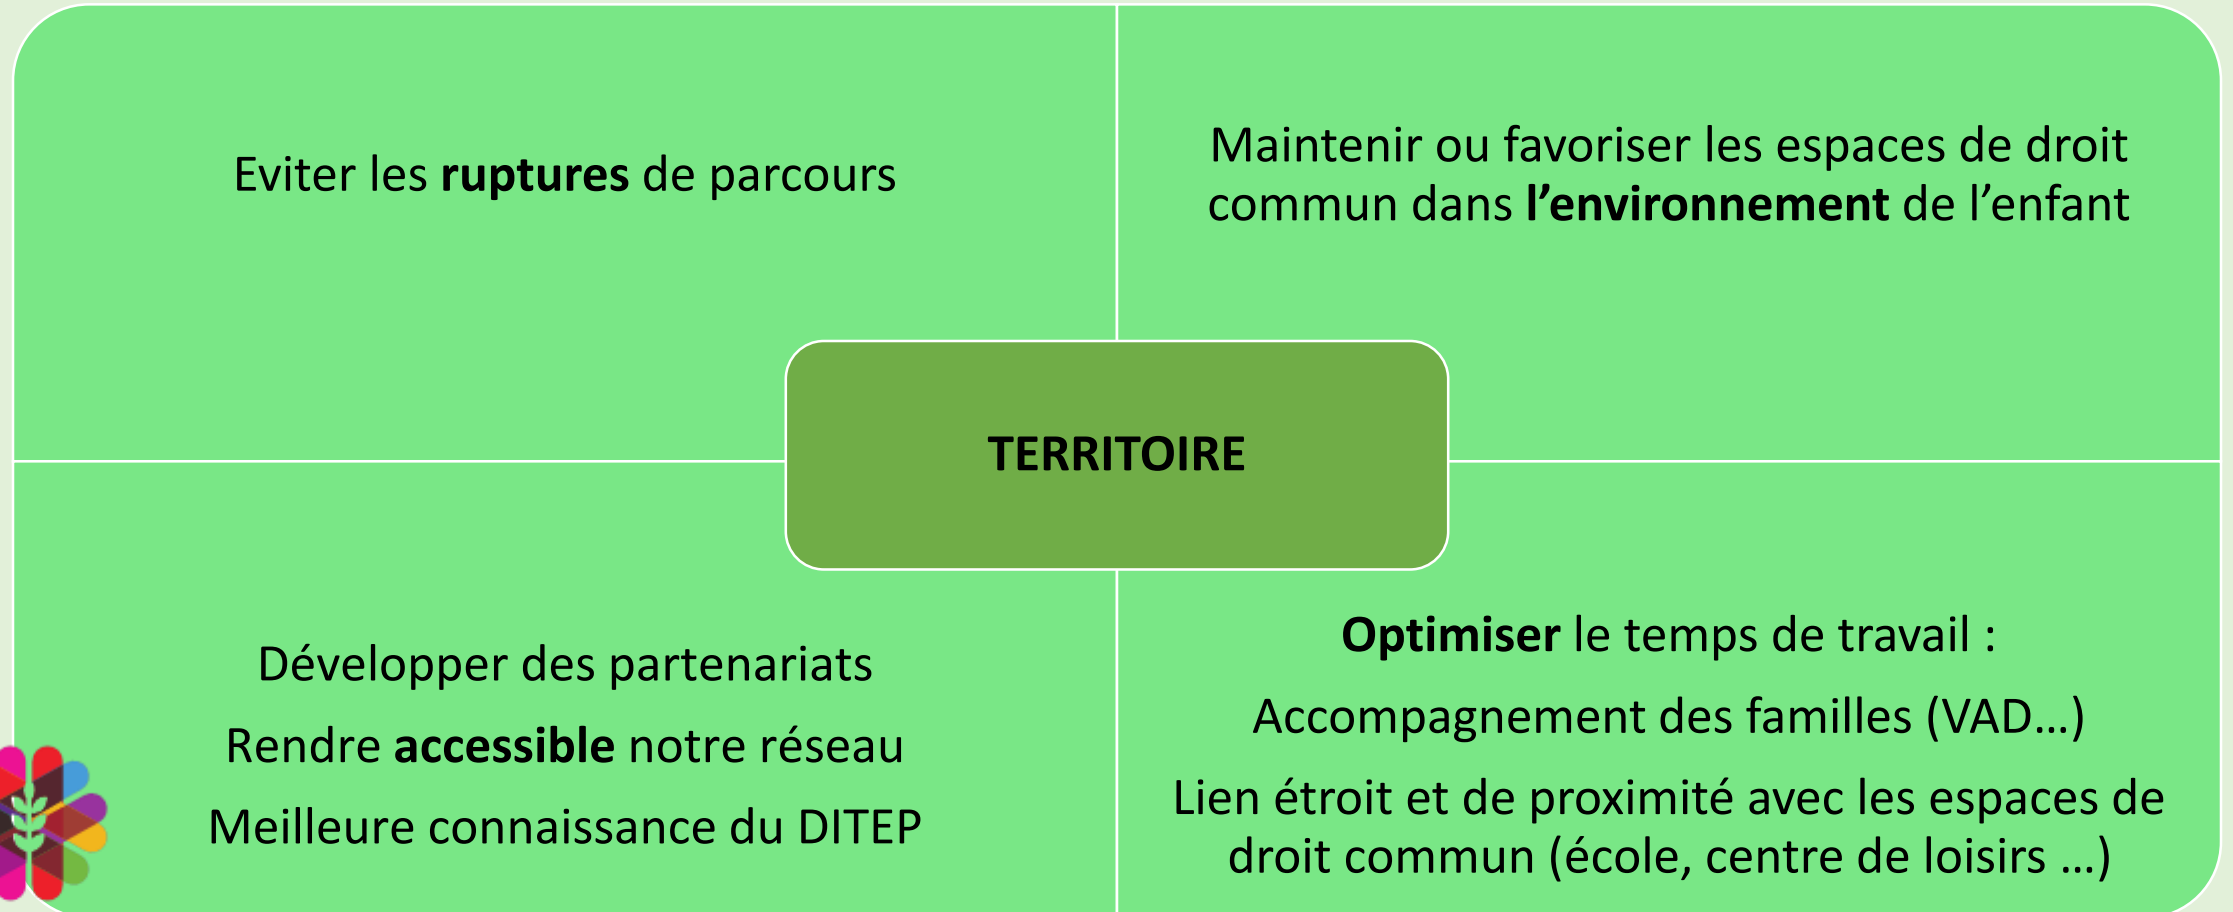 Eviter les ruptures de parcours
Maintenir ou favoriser les espaces de droit
commun dans l’environnement de l’enfant
TERRITOIRE
Développer des partenariats
Rendre accessible notre réseau
Meilleure connaissance du DITEP
Optimiser le temps de travail :
Accompagnement des familles (VAD…)
Lien étroit et de proximité avec les espaces de
droit commun (école, centre de loisirs …)